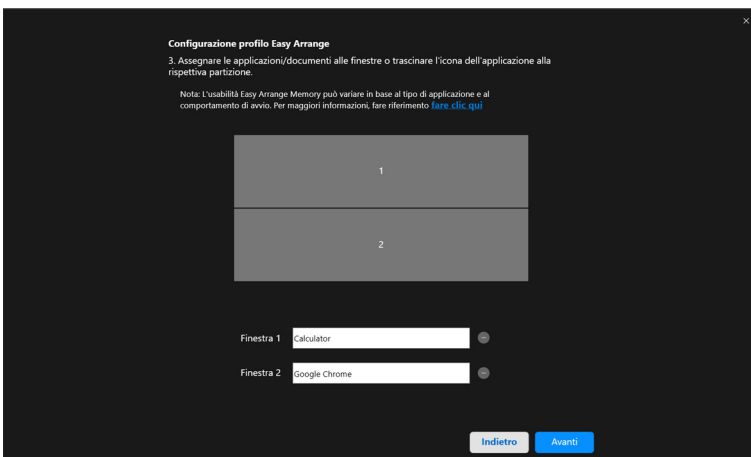 Configurazione profilo Easy Arrange
3. Assegnare le applicazioni/documenti alle finestre o trascinare l'icona dell'applicazione alla
rispettiva partizione.
Nota: L'usabilità Easy Arrange Memory può variare in base al tipo di applicazione e al
comportamento di avvio. Per maggiori informazioni, fare riferimento fare clic qui
1
2
Finestra 1 Calculator
Finestra 2 Google Chrome
Indietro Avanti